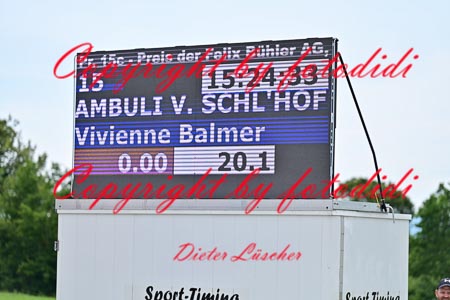 Preis der Felix Bühler AG,
Copyright by fotodidi
16
AMBULI V. SCHL'HOF
Vivienne Balmer
0.00 20.1
Copyright by fotodidi
Dieter Lüscher
Sport-Timing Sport-Timing